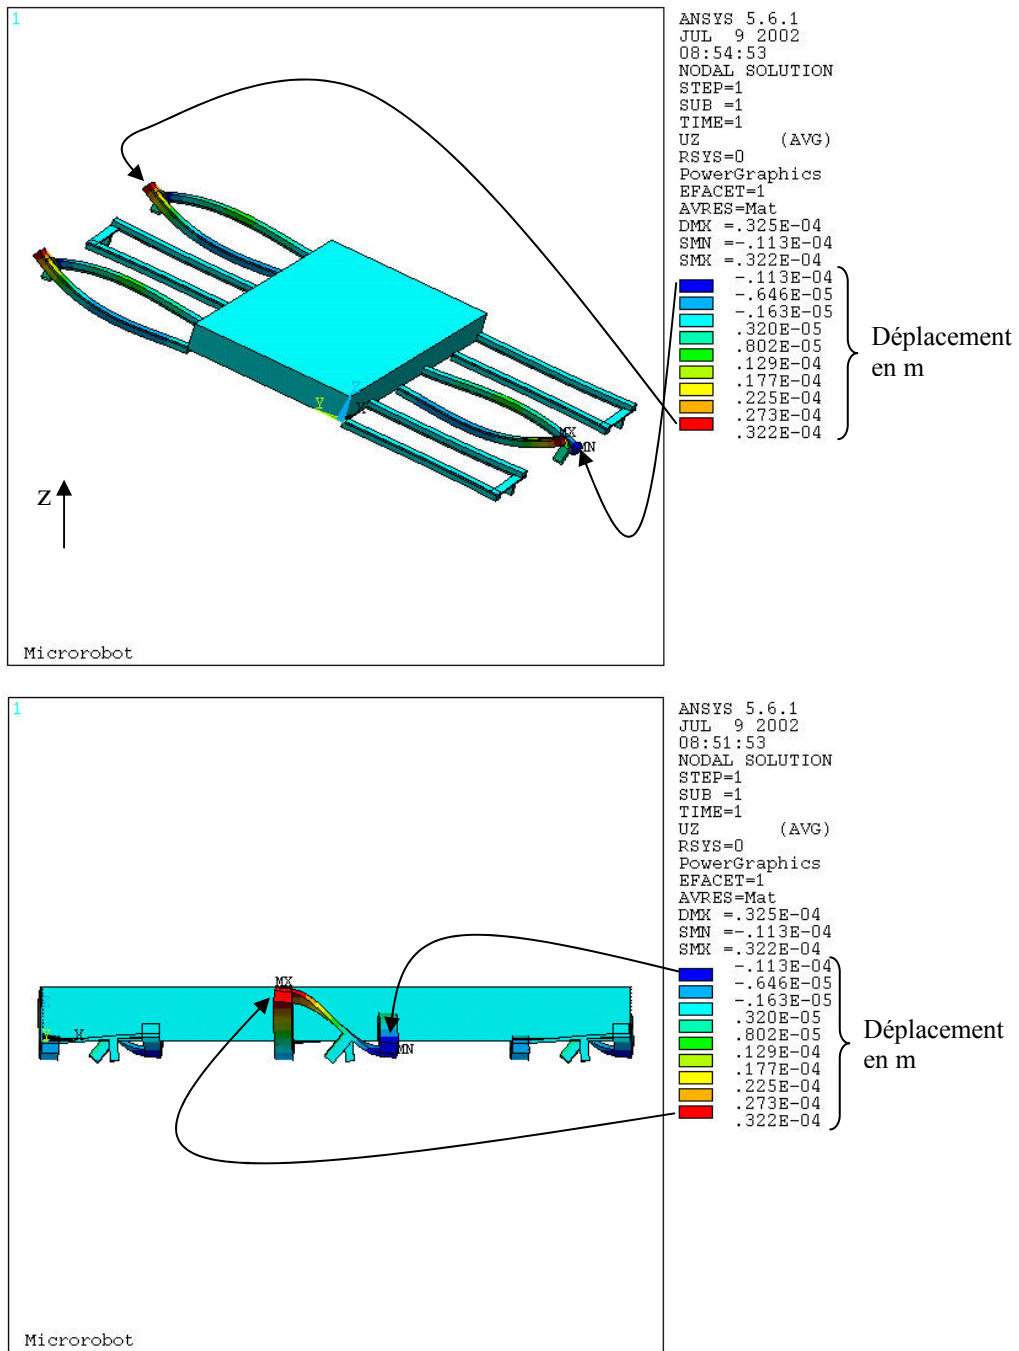 1
ANSYS 5.6.1
JUL 9 2002
08:54:53
NODAL SOLUTION
STEP=1
SUB =1
TIME=1
UZ (AVG)
RSYS=0
PowerGraphics
EFACET=1
AVRES=Mat
DMX =.325E-04
SMN =-.113E-04
SMX =.322E-04
-.113E-04
-.646E-05
-.163E-05
.320E-05
.802E-05
.129E-04
.177E-04
.225E-04
.273E-04
.322E-04
Déplacement
en m
Z
Y
X
MX
MN
Z
Microrobot
1
ANSYS 5.6.1
JUL 9 2002
08:51:53
NODAL SOLUTION
STEP=1
SUB =1
TIME=1
UZ (AVG)
RSYS=0
PowerGraphics
EFACET=1
AVRES=Mat
DMX =.325E-04
SMN =-.113E-04
SMX =.322E-04
-.113E-04
-.646E-05
-.163E-05
.320E-05
.802E-05
.129E-04
.177E-04
.225E-04
.273E-04
.322E-04
Déplacement
en m
MX
Z
Y X
MN
Microrobot